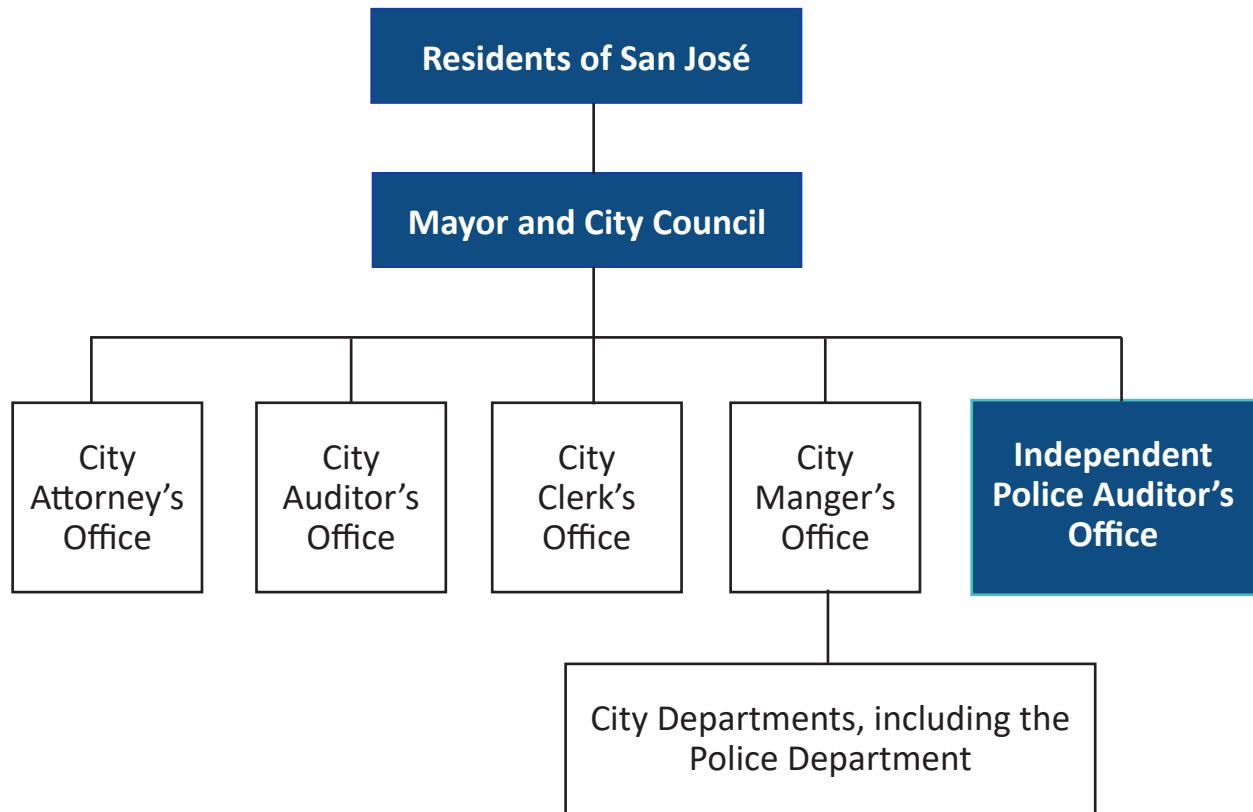 Residents of San José
Mayor and City Council
City
Attorney’s
Office
City
Auditor’s
Office
City
Clerk’s
Office
City
Manger’s
Office
Independent
Police Auditor’s
Office
City Departments, including the
Police Department